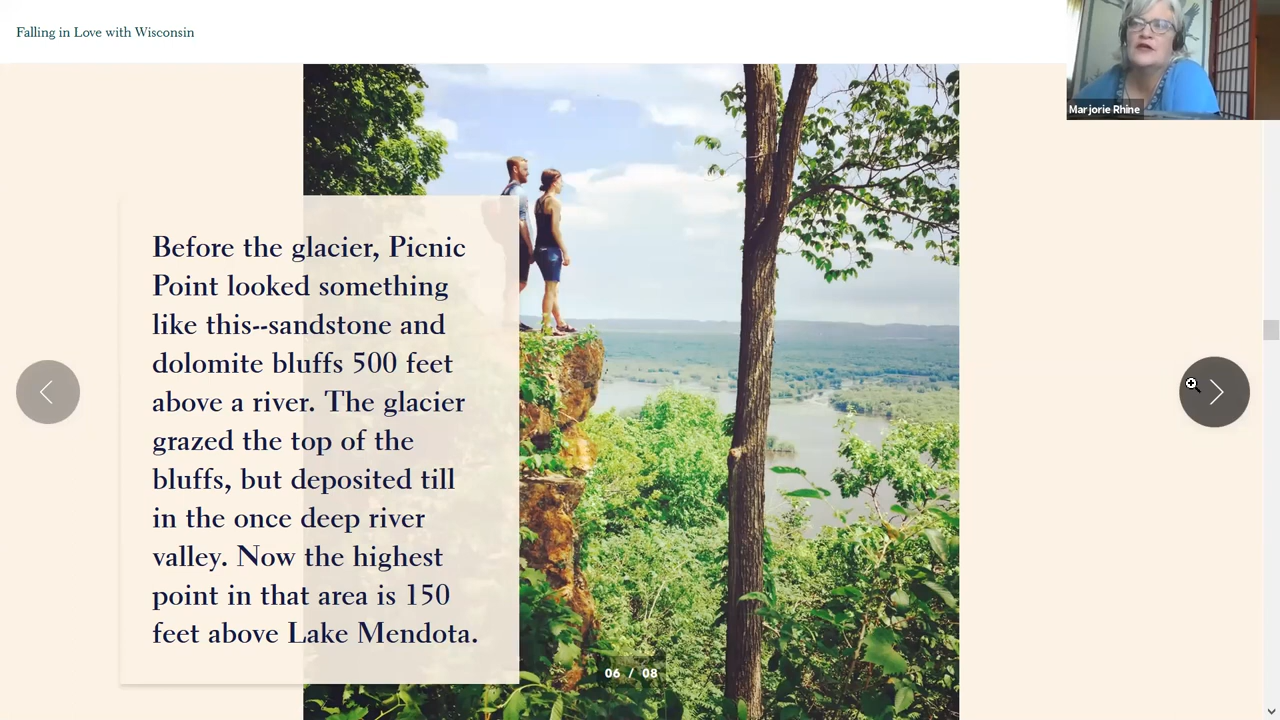 Falling in Love with Wisconsin
Marjorie Rhine
Before the glacier, Picnic
Point looked something
like this--sandstone and
dolomite bluffs 500 feet
above a river. The glacier
grazed the top of the
bluffs, but deposited till
in the once deep river
valley. Now the highest
point in that area is 150
feet above Lake Mendota.
06 / 08